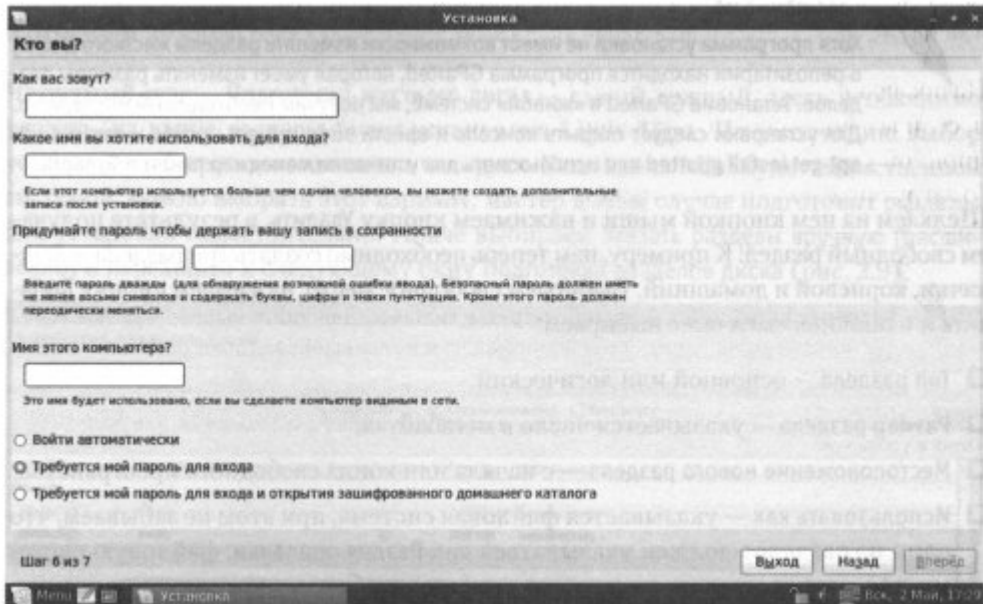 Установка
Кто вы?
Как вас зовут?
Какое имя вы хотите использовать для входа?
Если этот компьютер используется больше чем одним человеком, вы можете создать дополнительные
записи после установки.
Придумайте пароль чтобы держать вашу запись в сохранности
Введите пароль дважды (для обнаружения возможной ошибки ввода). Безопасный пароль должен иметь
не менее восьми символов и содержать буквы, цифры и знаки пунктуации. Кроме этого пароль должен
переодически меняться.
Имя этого компьютера?
Это имя будет использовано, если вы сделаете компьютер видимым в сети.
Войти автоматически
Требуется мой пароль для входа
Требуется мой пароль для входа и открытия зашифрованного домашнего каталога
Шаг 6 из 7
Выход Назад Вперёд
Menu Установка Вск, 2 Май, 17:29